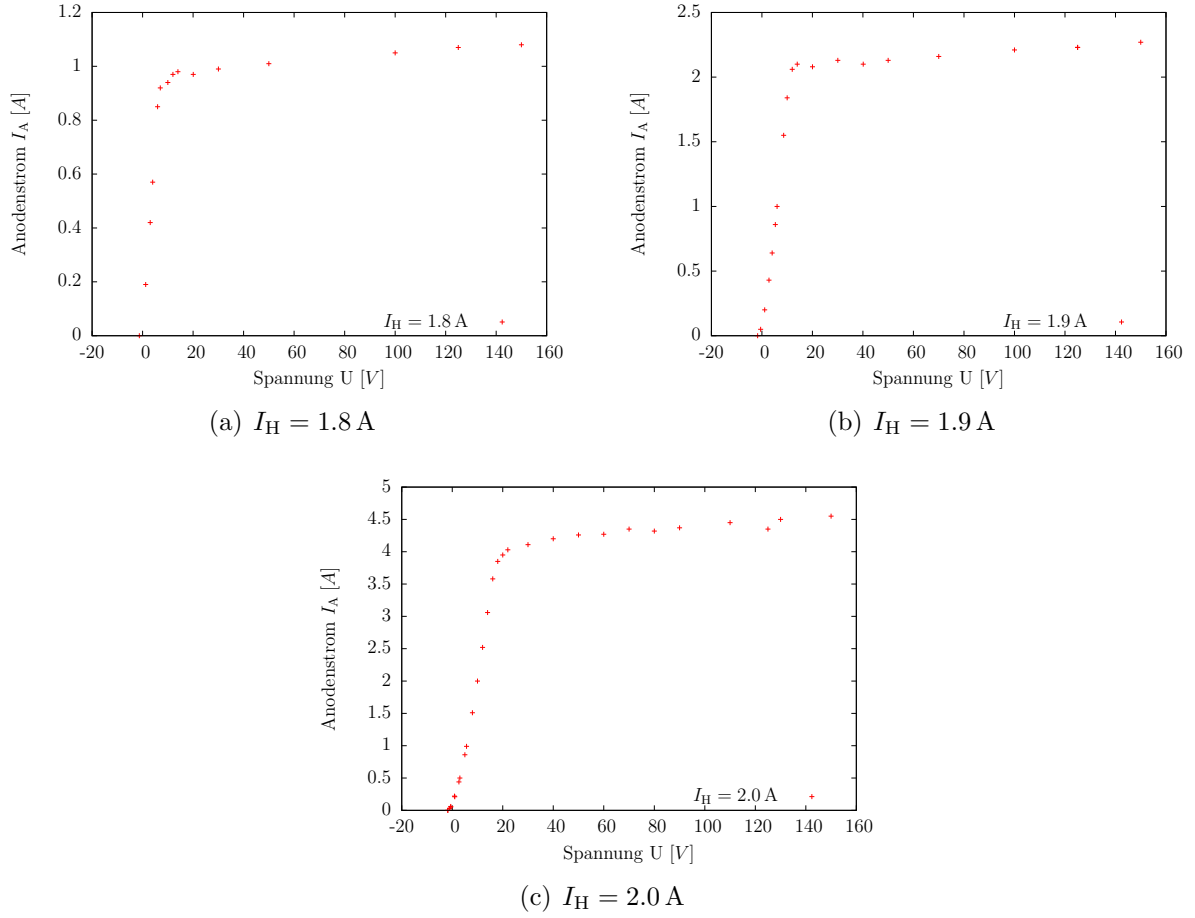 1.2
1
0.8
0.6
0.4
0.2
0
-20 0 20 40 60 80 100 120 140 160
Anodenstrom I_A [A]
Spannung U [V]
I_H = 1.8 A
(a) I_H = 1.8 A
2.5
2
1.5
1
0.5
0
-20 0 20 40 60 80 100 120 140 160
Anodenstrom I_A [A]
Spannung U [V]
I_H = 1.9 A
(b) I_H = 1.9 A
5
4.5
4
3.5
3
2.5
2
1.5
1
0.5
0
-20 0 20 40 60 80 100 120 140 160
Anodenstrom I_A [A]
Spannung U [V]
I_H = 2.0 A
(c) I_H = 2.0 A